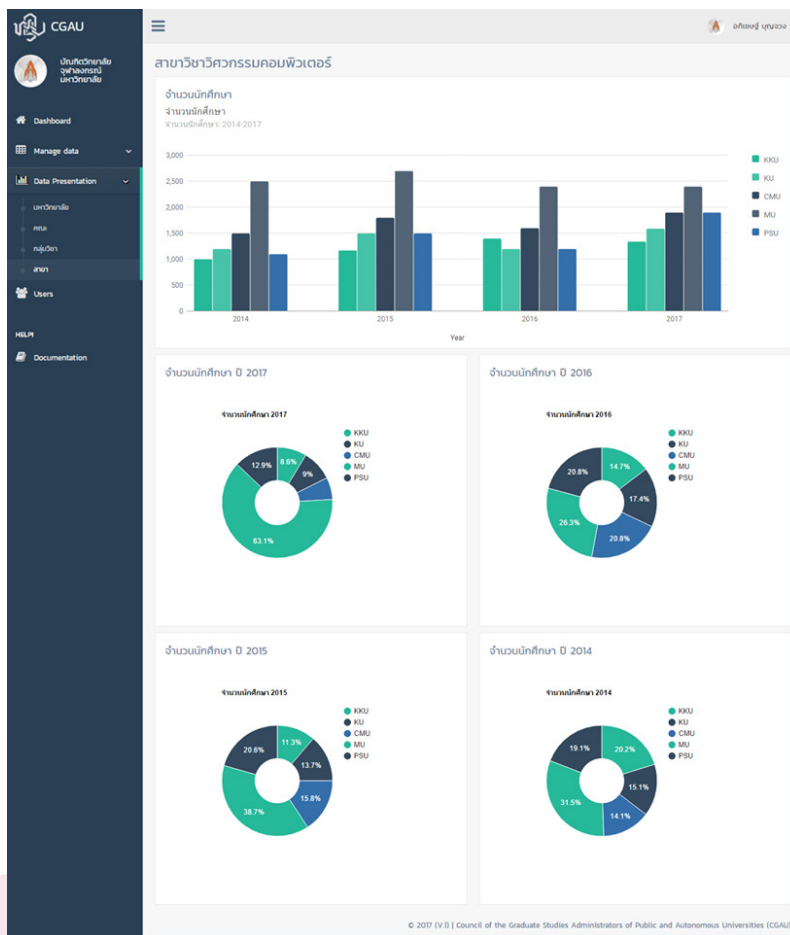 CGAU
อภิเชษฐ์ บุญจวง
บัณฑิตวิทยาลัย
จุฬาลงกรณ์
มหาวิทยาลัย
Dashboard
Manage data
Data Presentation
มหาวิทยาลัย
คณะ
กลุ่มวิชา
สาขา
Users
HELP!
Documentation
สาขาวิชาวิศวกรรมคอมพิวเตอร์
จำนวนนักศึกษา
จำนวนนักศึกษา
จำนวนนักศึกษา: 2014-2017
3,000
2,500
2,000
1,500
1,000
500
0
2014 2015 2016 2017
Year
KKU
KU
CMU
MU
PSU
จำนวนนักศึกษา ปี 2017
จำนวนนักศึกษา 2017
KKU
KU
CMU
MU
PSU
12.9% 8.6%
9%
63.1%
จำนวนนักศึกษา ปี 2016
จำนวนนักศึกษา 2016
KKU
KU
CMU
MU
PSU
20.8% 14.7%
17.4%
26.3%
20.8%
จำนวนนักศึกษา ปี 2015
จำนวนนักศึกษา 2015
KKU
KU
CMU
MU
PSU
20.6% 11.3%
13.7%
38.7% 15.8%
จำนวนนักศึกษา ปี 2014
จำนวนนักศึกษา 2014
KKU
KU
CMU
MU
PSU
19.1% 20.2%
15.1%
31.5%
14.1%
© 2017 (V.1) | Council of the Graduate Studies Administrators of Public and Autonomous Universities (CGAU)